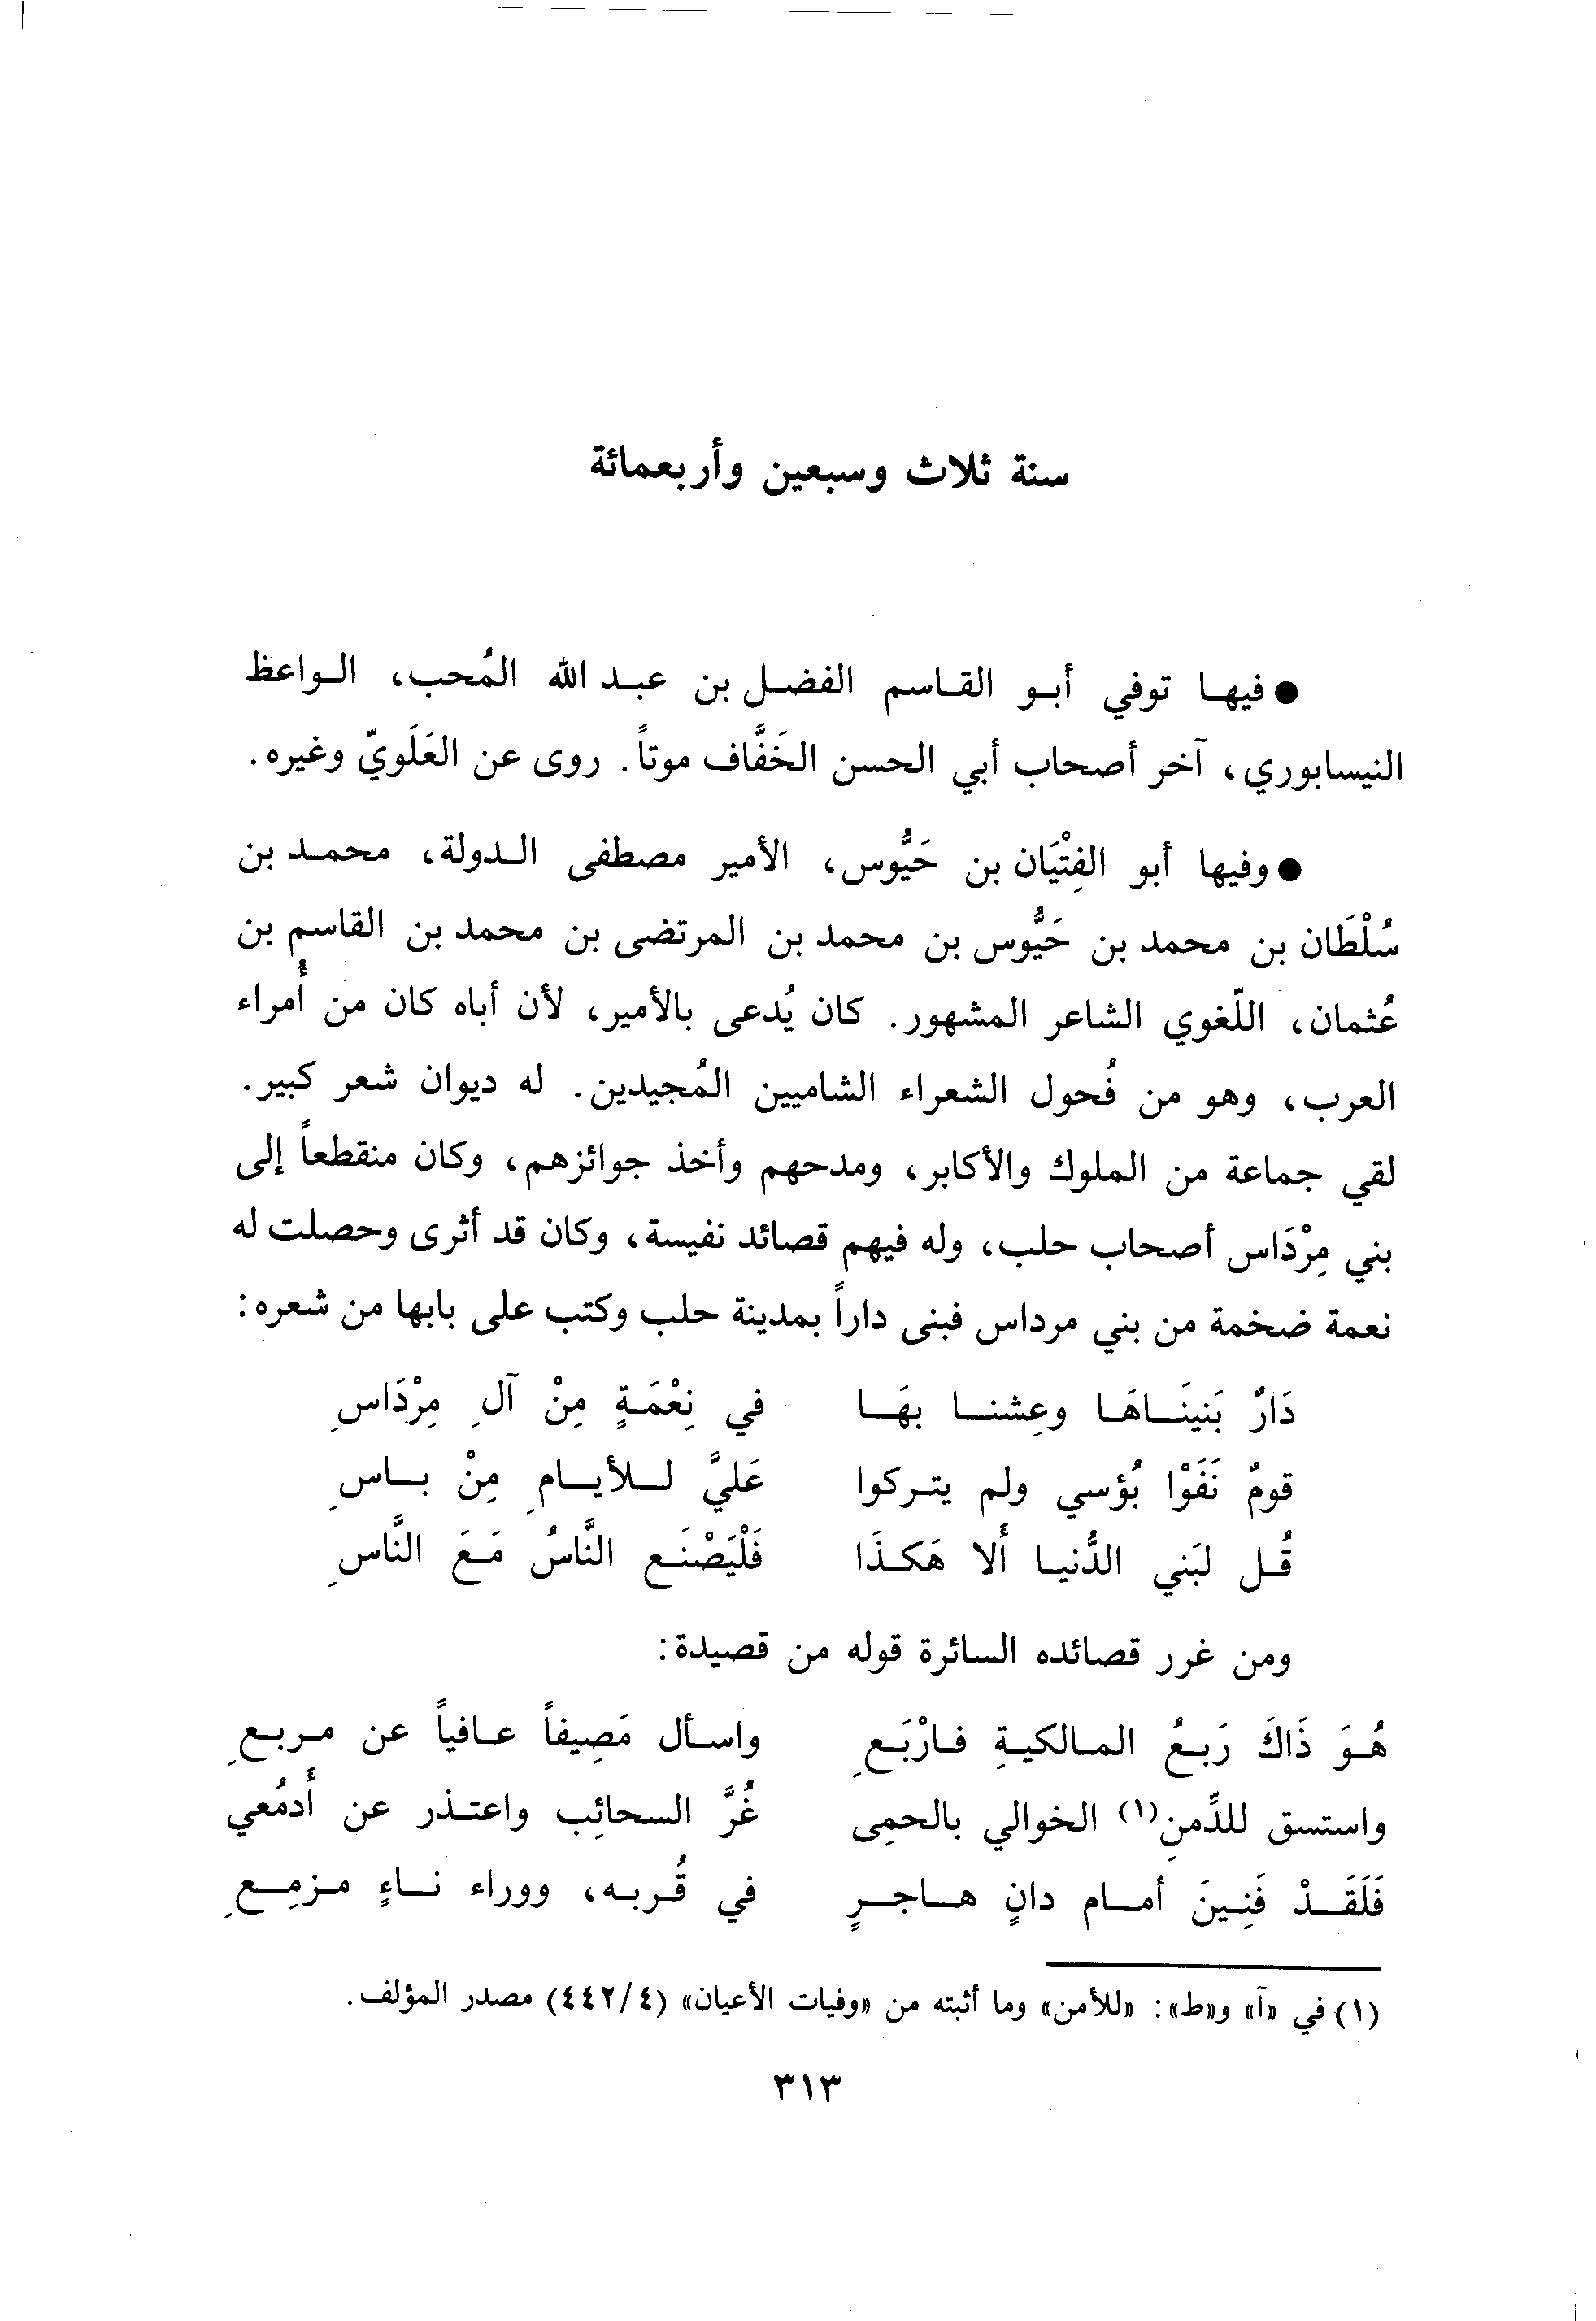 سنة ثلاث وسبعين وأربعمائة
● فيها توفي أبو القاسم الفضل بن عبد الله المُحب، الواعظ
النيسابوري، آخر أصحاب أبي الحسن الخَفَّاف موتاً. روى عن العَلَويّ وغيره.
● وفيها أبو الفِتْيَان بن حَيُّوس، الأمير مصطفى الدولة، محمد بن
سُلْطَان بن محمد بن حَيُّوس بن محمد بن المرتضى بن محمد بن القاسم بن
عُثمان، اللّغوي الشاعر المشهور. كان يُدعى بالأمير، لأن أباه كان من أُمراء
العرب، وهو من فُحول الشعراء الشاميين المُجيدين. له ديوان شعر كبير.
لقي جماعة من الملوك والأكابر، ومدحهم وأخذ جوائزهم، وكان منقطعاً إلى
بني مِرْدَاس أصحاب حلب، وله فيهم قصائد نفيسة، وكان قد أثرى وحصلت له
نعمة ضخمة من بني مرداس فبنى داراً بمدينة حلب وكتب على بابها من شعره:
دَارٌ بَنينَاهَا وعِشنا بهَا في نِعْمَةٍ مِنْ آلِ مِرْدَاسِ
قومٌ نَفَوْا بُؤسي ولم يتركوا عَليَّ للأيامِ مِنْ باسِ
قُل لبَني الدُّنيا أَلا هَكذَا فَلْيَصْنَع النَّاسُ مَعَ النَّاسِ
ومن غرر قصائده السائرة قوله من قصيدة:
هُوَ ذَاكَ رَبعُ المالكيةِ فارْبَعِ واسأل مَصِيفاً عافياً عن مربعِ
واستسق للدِّمنِ(١) الخوالي بالحمِى غُرَّ السحائِب واعتذر عن أَدمُعي
فَلَقَدْ فَنِينَ أمام دانٍ هاجرٍ في قُربه، ووراء ناءٍ مزمِعِ
(١) في «آ» و«ط»: «للأمن» وما أثبته من «وفيات الأعيان» (٤/ ٤٤٢) مصدر المؤلف.
٣١٣